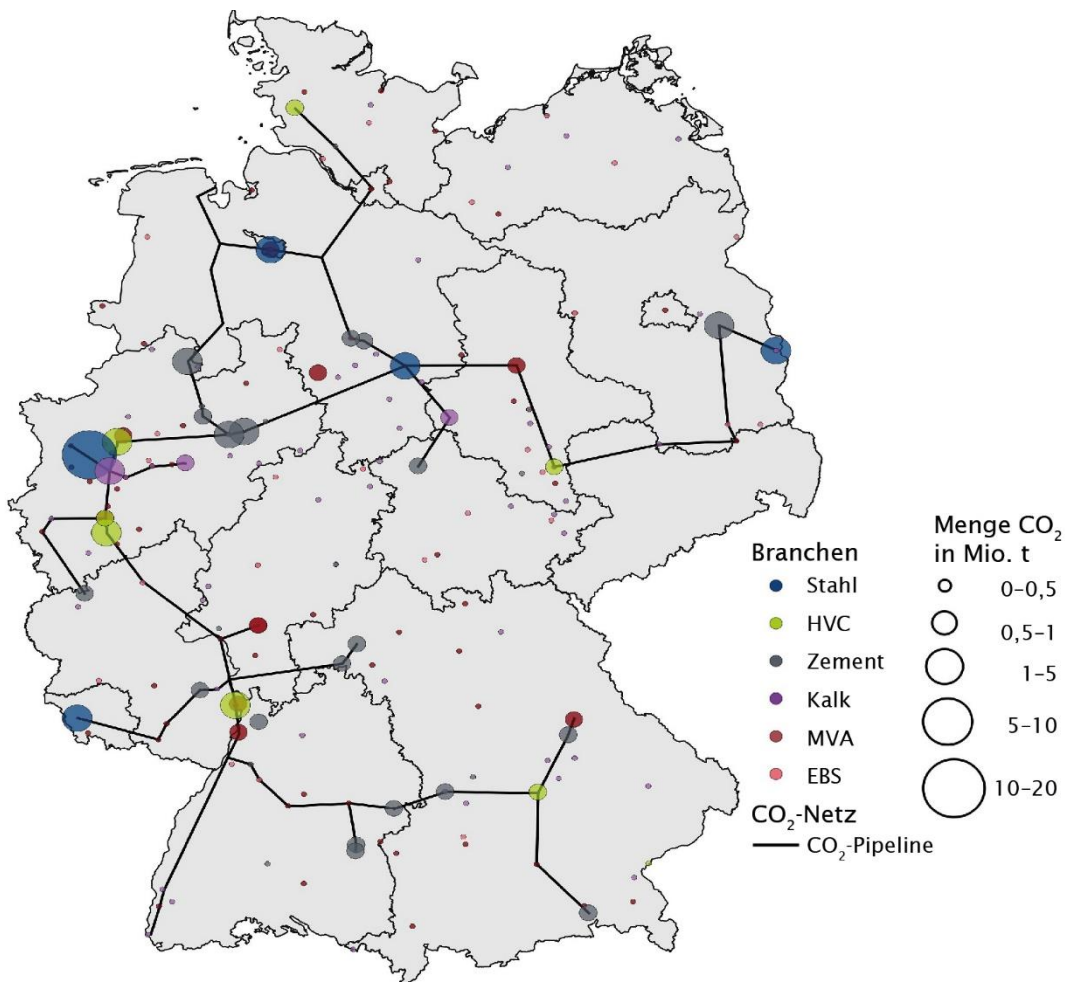 Branchen
Stahl
HVC
Zement
Kalk
MVA
EBS
CO₂-Netz
CO₂-Pipeline
Menge CO₂
in Mio. t
0–0,5
0,5–1
1–5
5–10
10–20